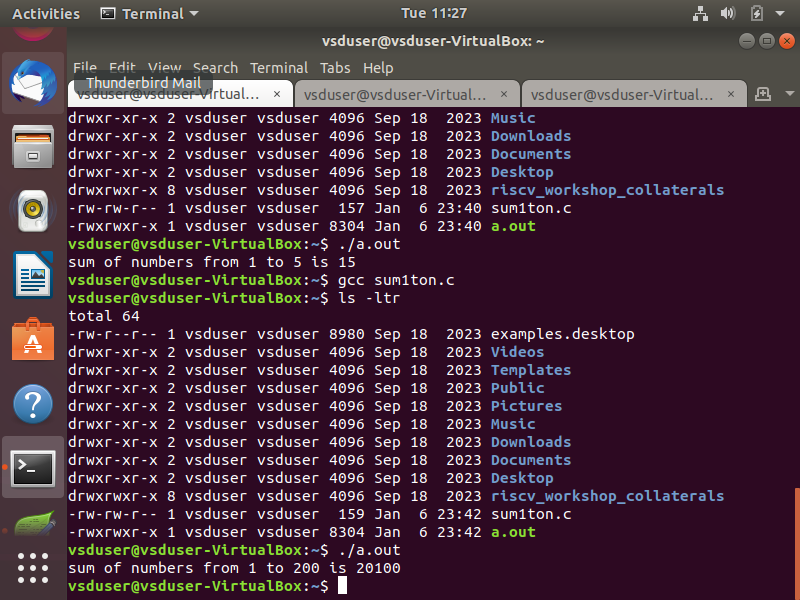 Activities Terminal Tue 11:27
vsduser@vsduser-VirtualBox: ~
File Edit View Search Terminal Tabs Help
Thunderbird Mail
vsduser@vsduser-Virtual... × vsduser@vsduser-Virtual... × vsduser@vsduser-Virtual... ×
drwxr-xr-x 2 vsduser vsduser 4096 Sep 18  2023 Music
drwxr-xr-x 2 vsduser vsduser 4096 Sep 18  2023 Downloads
drwxr-xr-x 2 vsduser vsduser 4096 Sep 18  2023 Documents
drwxr-xr-x 2 vsduser vsduser 4096 Sep 18  2023 Desktop
drwxrwxr-x 8 vsduser vsduser 4096 Sep 18  2023 riscv_workshop_collaterals
-rw-rw-r-- 1 vsduser vsduser  157 Jan  6 23:40 sum1ton.c
-rwxrwxr-x 1 vsduser vsduser 8304 Jan  6 23:40 a.out
vsduser@vsduser-VirtualBox:~$ ./a.out
sum of numbers from 1 to 5 is 15
vsduser@vsduser-VirtualBox:~$ gcc sum1ton.c
vsduser@vsduser-VirtualBox:~$ ls -ltr
total 64
-rw-r--r-- 1 vsduser vsduser 8980 Sep 18  2023 examples.desktop
drwxr-xr-x 2 vsduser vsduser 4096 Sep 18  2023 Videos
drwxr-xr-x 2 vsduser vsduser 4096 Sep 18  2023 Templates
drwxr-xr-x 2 vsduser vsduser 4096 Sep 18  2023 Public
drwxr-xr-x 2 vsduser vsduser 4096 Sep 18  2023 Pictures
drwxr-xr-x 2 vsduser vsduser 4096 Sep 18  2023 Music
drwxr-xr-x 2 vsduser vsduser 4096 Sep 18  2023 Downloads
drwxr-xr-x 2 vsduser vsduser 4096 Sep 18  2023 Documents
drwxr-xr-x 2 vsduser vsduser 4096 Sep 18  2023 Desktop
drwxrwxr-x 8 vsduser vsduser 4096 Sep 18  2023 riscv_workshop_collaterals
-rw-rw-r-- 1 vsduser vsduser  159 Jan  6 23:42 sum1ton.c
-rwxrwxr-x 1 vsduser vsduser 8304 Jan  6 23:42 a.out
vsduser@vsduser-VirtualBox:~$ ./a.out
sum of numbers from 1 to 200 is 20100
vsduser@vsduser-VirtualBox:~$